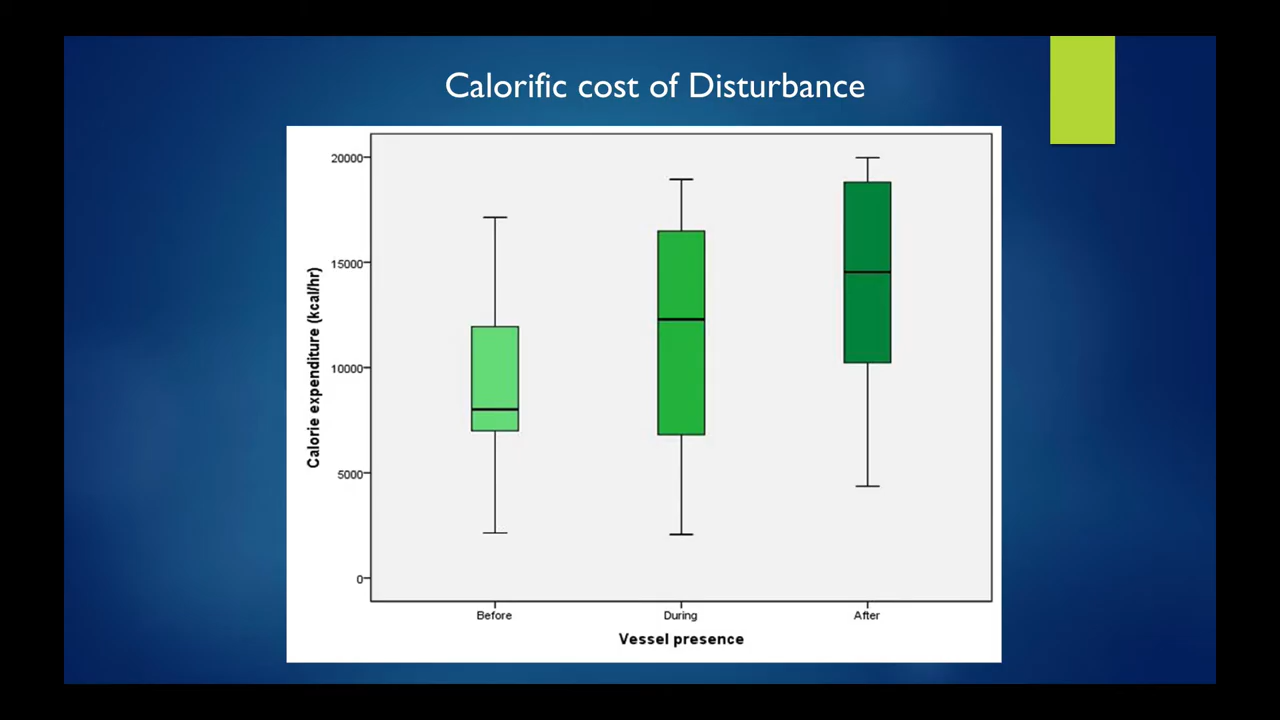 Calorific cost of Disturbance
20000
15000
10000
5000
0
Calorie expenditure (kcal/hr)
Before During After
Vessel presence